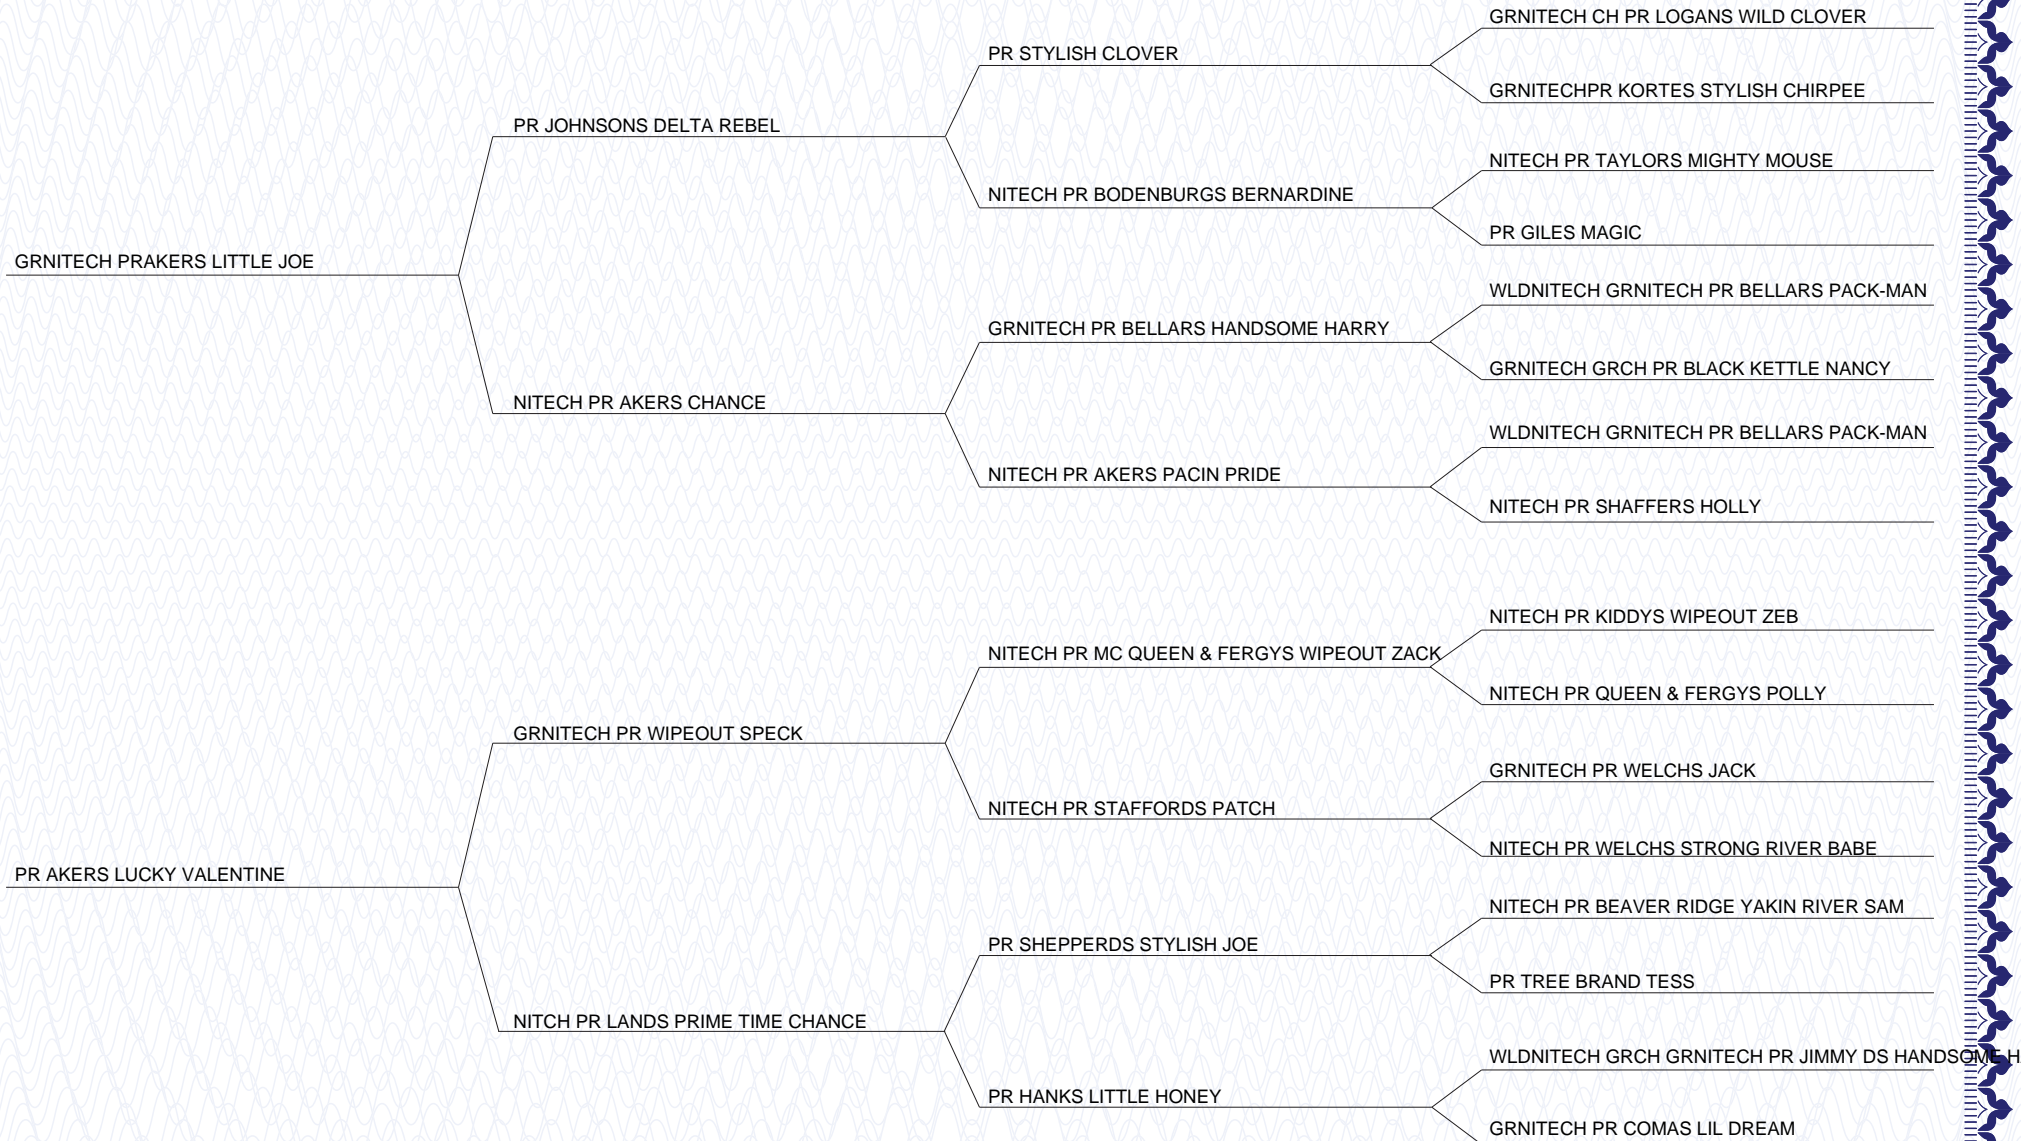 GRNITECH CH PR LOGANS WILD CLOVER
PR STYLISH CLOVER
GRNITECHPR KORTES STYLISH CHIRPEE
PR JOHNSONS DELTA REBEL
NITECH PR TAYLORS MIGHTY MOUSE
NITECH PR BODENBURGS BERNARDINE
PR GILES MAGIC
GRNITECH PRAKERS LITTLE JOE
WLDNITECH GRNITECH PR BELLARS PACK-MAN
GRNITECH PR BELLARS HANDSOME HARRY
GRNITECH GRCH PR BLACK KETTLE NANCY
NITECH PR AKERS CHANCE
WLDNITECH GRNITECH PR BELLARS PACK-MAN
NITECH PR AKERS PACIN PRIDE
NITECH PR SHAFFERS HOLLY
NITECH PR KIDDYS WIPEOUT ZEB
NITECH PR MC QUEEN & FERGYS WIPEOUT ZACK
NITECH PR QUEEN & FERGYS POLLY
GRNITECH PR WIPEOUT SPECK
GRNITECH PR WELCHS JACK
NITECH PR STAFFORDS PATCH
NITECH PR WELCHS STRONG RIVER BABE
PR AKERS LUCKY VALENTINE
NITECH PR BEAVER RIDGE YAKIN RIVER SAM
PR SHEPPERDS STYLISH JOE
PR TREE BRAND TESS
NITCH PR LANDS PRIME TIME CHANCE
WLDNITECH GRCH GRNITECH PR JIMMY DS HANDSOME
PR HANKS LITTLE HONEY
GRNITECH PR COMAS LIL DREAM